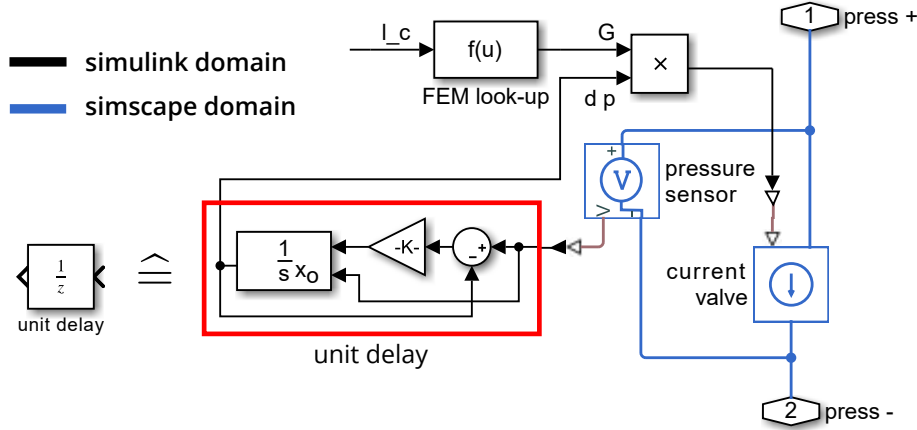 I_c
f(u)
FEM look-up
G
d p
×
1
press +
simulink domain
simscape domain
+
V
V
-
pressure
sensor
1
s
xo
-K-
+
-
1
z
unit delay
unit delay
current
valve
2
press -